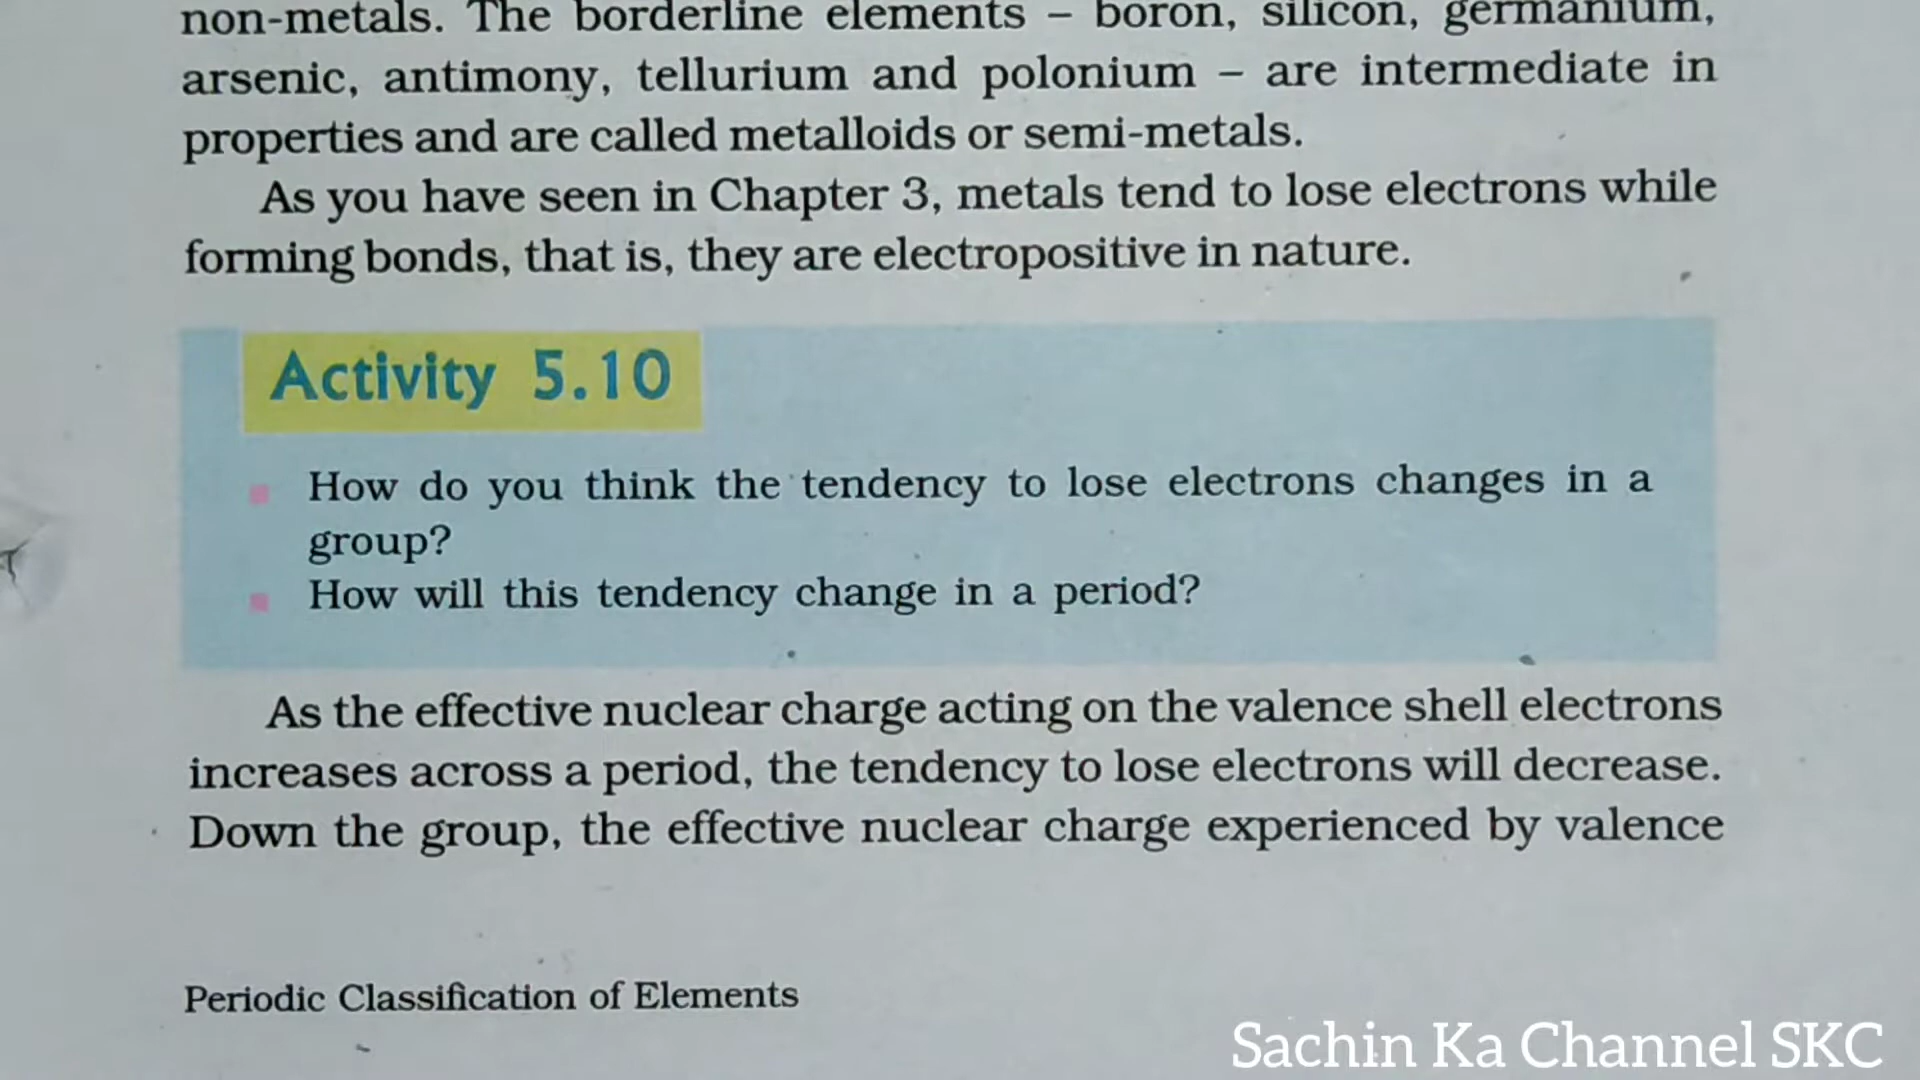 non-metals. The borderline elements – boron, silicon, germanium,
arsenic, antimony, tellurium and polonium – are intermediate in
properties and are called metalloids or semi-metals.
As you have seen in Chapter 3, metals tend to lose electrons while
forming bonds, that is, they are electropositive in nature.
Activity 5.10
How do you think the tendency to lose electrons changes in a
group?
How will this tendency change in a period?
As the effective nuclear charge acting on the valence shell electrons
increases across a period, the tendency to lose electrons will decrease.
Down the group, the effective nuclear charge experienced by valence
Periodic Classification of Elements
Sachin Ka Channel SKC